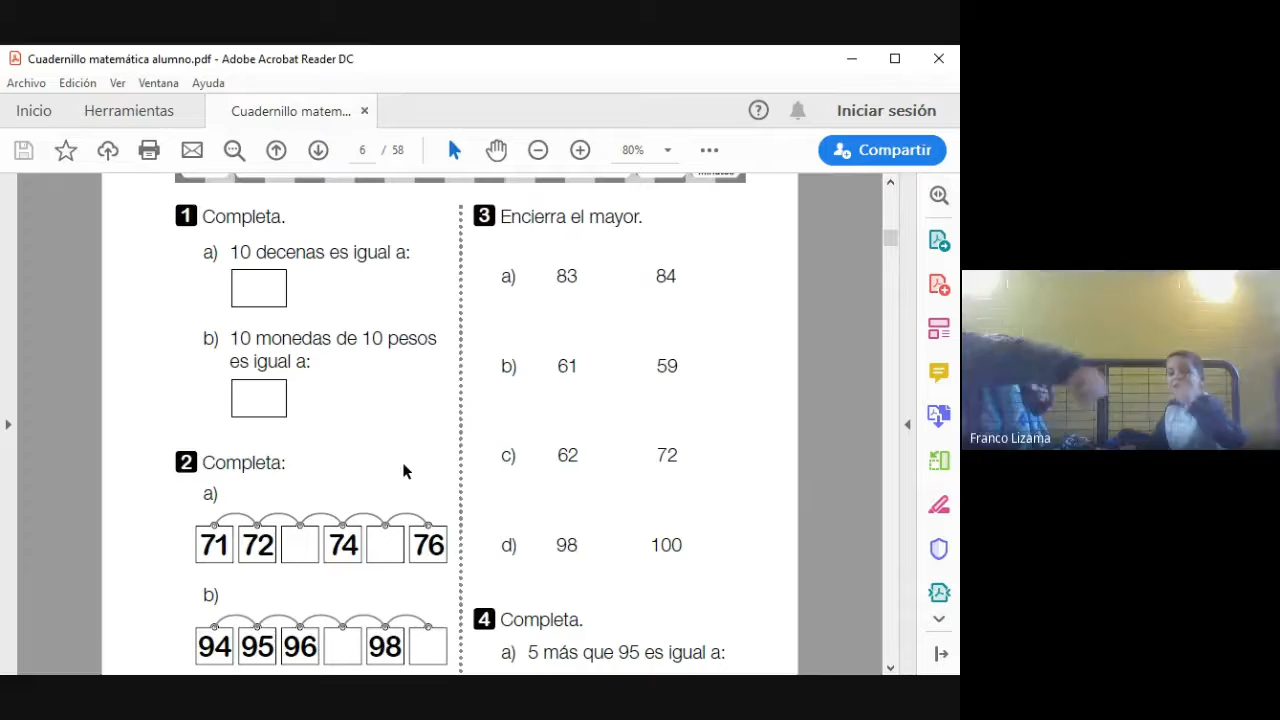 Cuadernillo matemática alumno.pdf - Adobe Acrobat Reader DC
Archivo Edición Ver Ventana Ayuda
Inicio Herramientas Cuadernillo matem... × Iniciar sesión
6 / 58 80% Compartir
1 Completa.
a) 10 decenas es igual a:
b) 10 monedas de 10 pesos
es igual a:
2 Completa:
a)
71 72 74 76
b)
94 95 96 98
3 Encierra el mayor.
a) 83 84
b) 61 59
c) 62 72
d) 98 100
4 Completa.
a) 5 más que 95 es igual a:
Franco Lizama